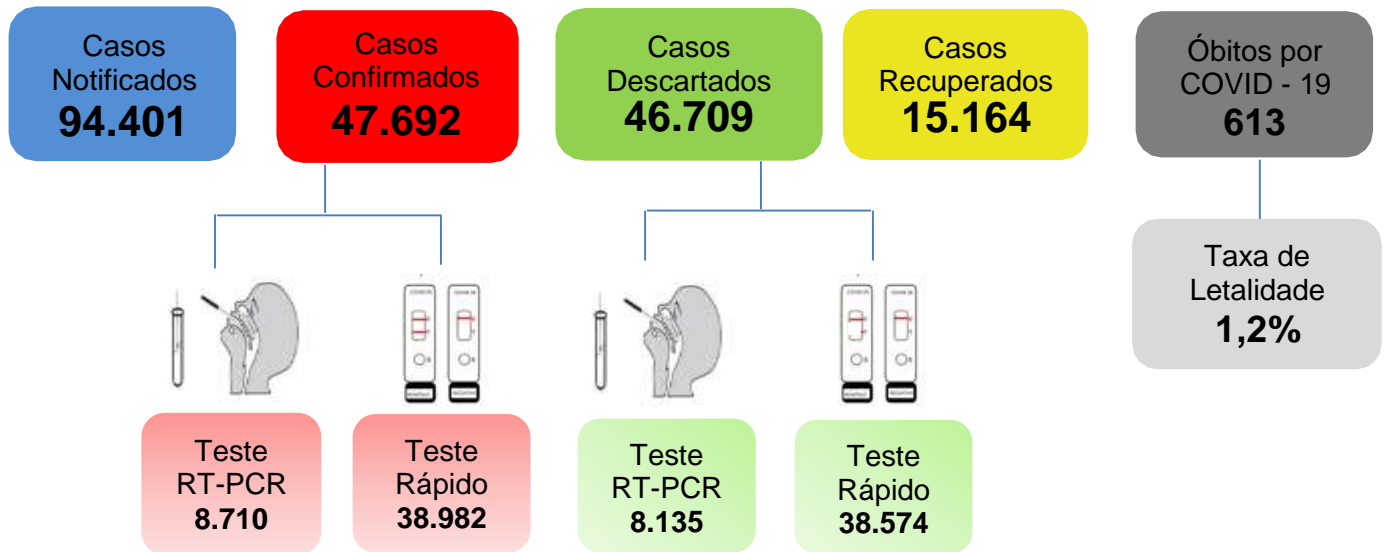 Casos
Notificados
94.401
Casos
Confirmados
47.692
Casos
Descartados
46.709
Casos
Recuperados
15.164
Óbitos por
COVID - 19
613
Taxa de
Letalidade
1,2%
Teste
RT-PCR
8.710
Teste
Rápido
38.982
Teste
RT-PCR
8.135
Teste
Rápido
38.574